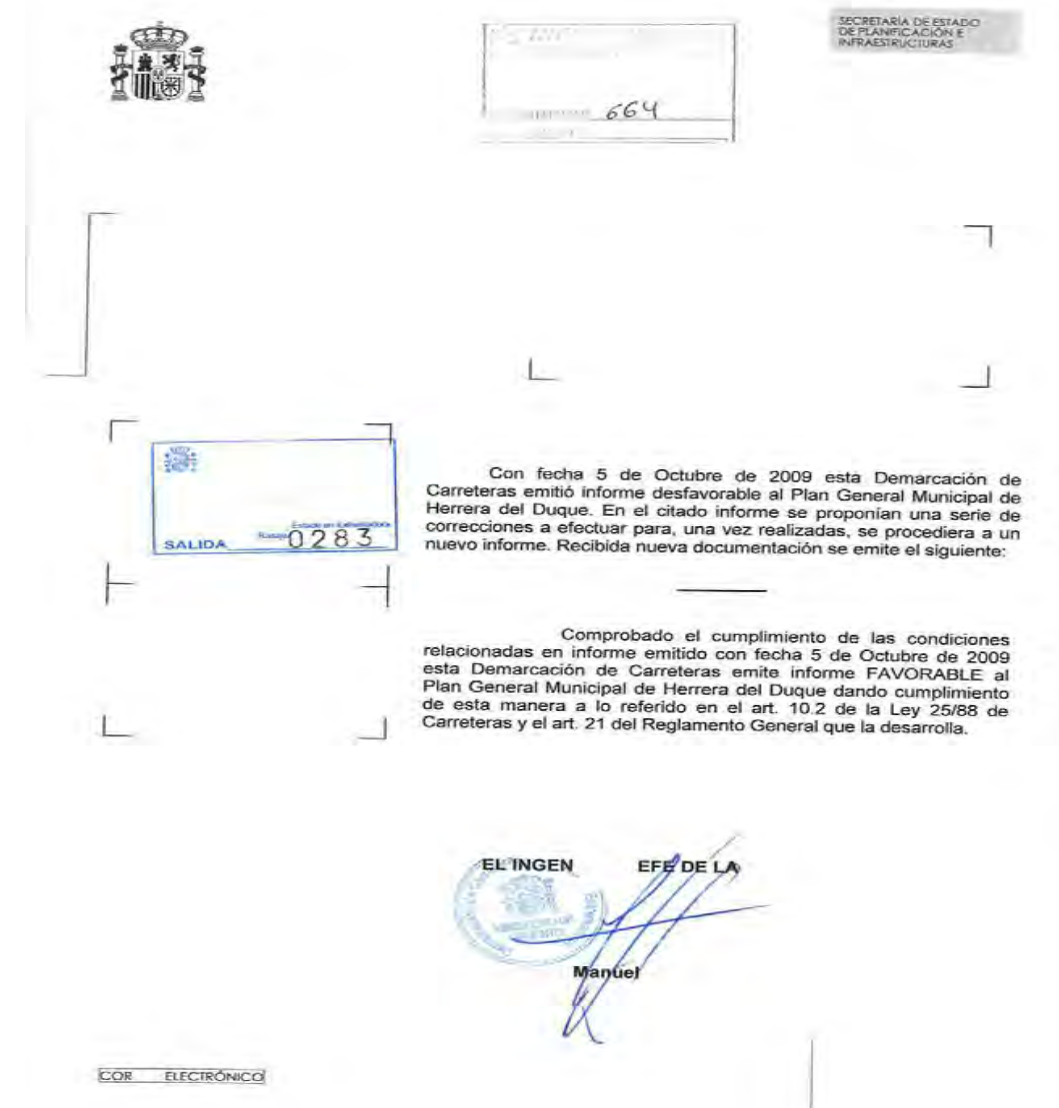 SECRETARÍA DE ESTADO
DE PLANIFICACIÓN E
INFRAESTRUCTURAS
664
Estado en Extremadura
SALIDA 0283
Con fecha 5 de Octubre de 2009 esta Demarcación de
Carreteras emitió informe desfavorable al Plan General Municipal de
Herrera del Duque. En el citado informe se proponían una serie de
correcciones a efectuar para, una vez realizadas, se procediera a un
nuevo informe. Recibida nueva documentación se emite el siguiente:
Comprobado el cumplimiento de las condiciones
relacionadas en informe emitido con fecha 5 de Octubre de 2009
esta Demarcación de Carreteras emite informe FAVORABLE al
Plan General Municipal de Herrera del Duque dando cumplimiento
de esta manera a lo referido en el art. 10.2 de la Ley 25/88 de
Carreteras y el art. 21 del Reglamento General que la desarrolla.
EL INGEN EFE DE LA
Manuel
COR ELECTRÓNICO